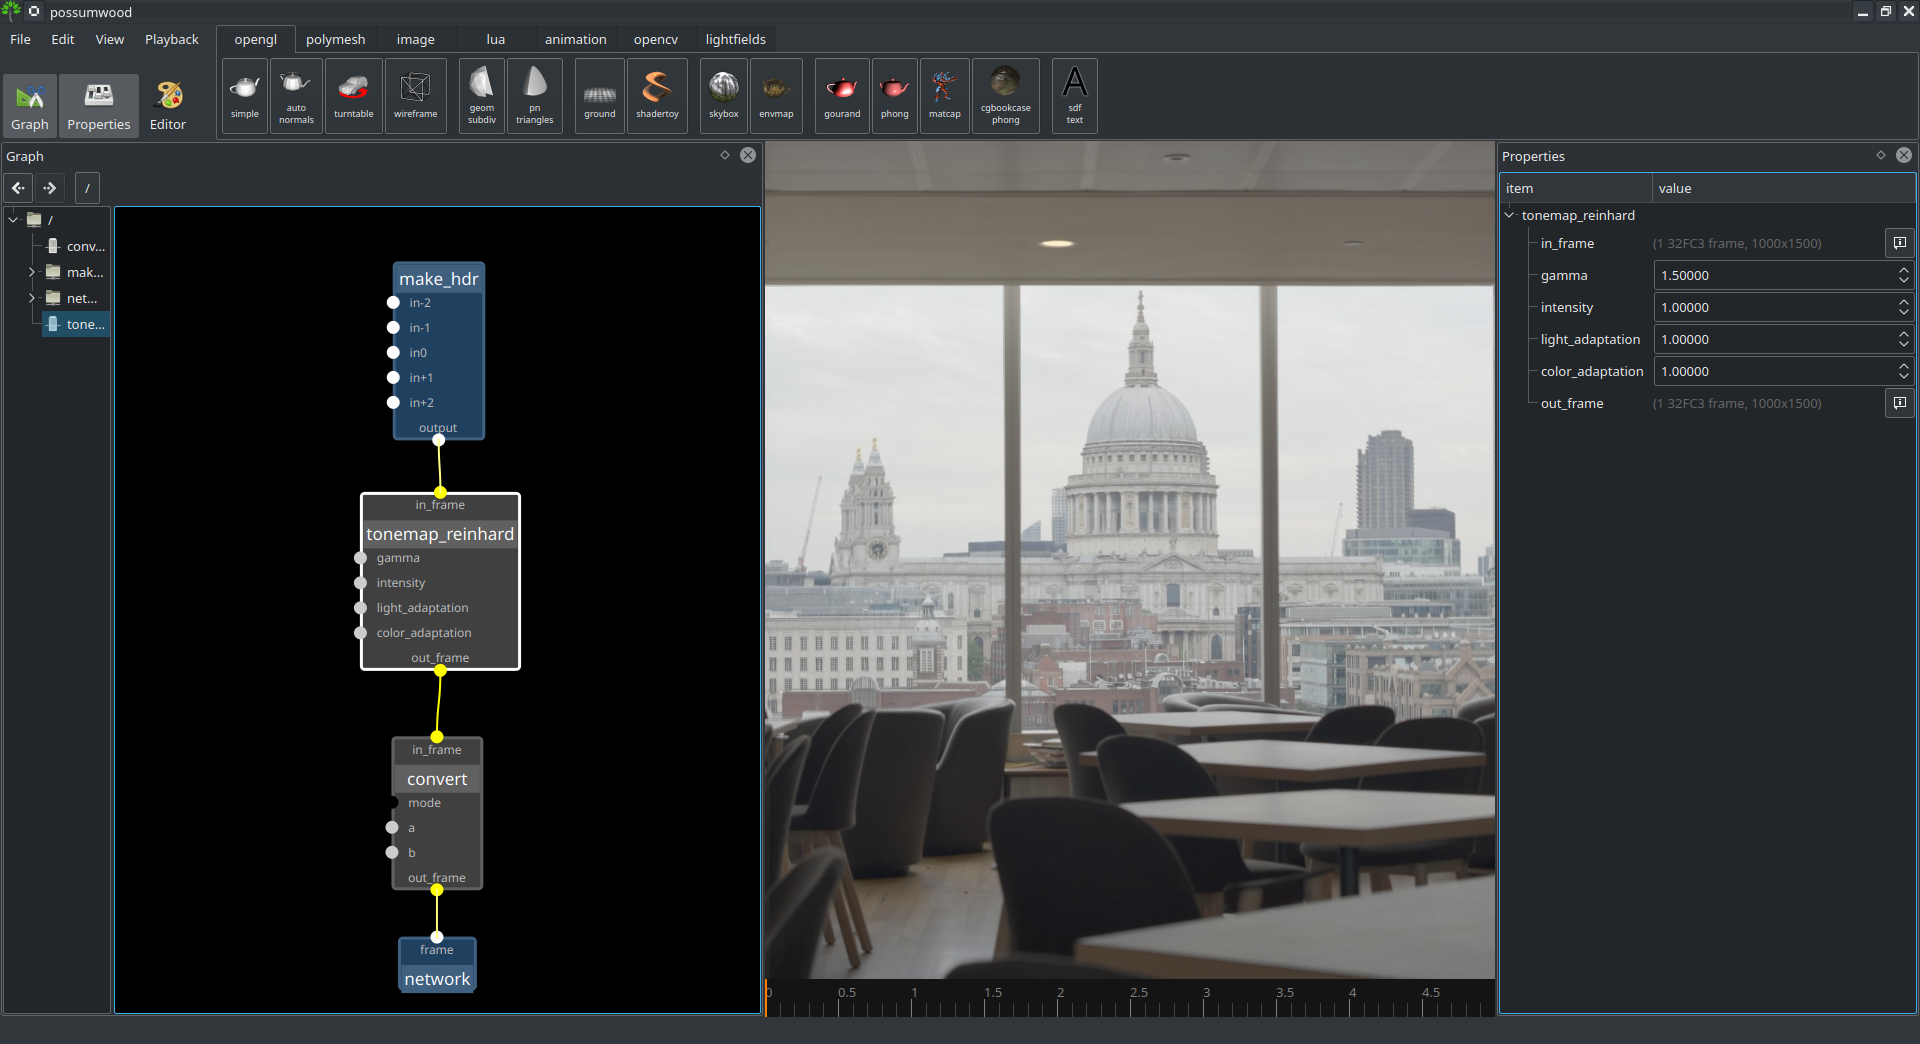 possumwood
File Edit View Playback
opengl polymesh image lua animation opencv lightfields
Graph Properties Editor
simple
auto normals
turntable
wireframe
geom subdiv
pn triangles
ground
shadertoy
skybox
envmap
gourand
phong
matcap
cgbookcase phong
A
sdf text
Graph
/
/
conv...
mak...
net...
tone...
make_hdr
in-2
in-1
in0
in+1
in+2
output
in_frame
tonemap_reinhard
gamma
intensity
light_adaptation
color_adaptation
out_frame
in_frame
convert
mode
a
b
out_frame
frame
network
0 0.5 1 1.5 2 2.5 3 3.5 4 4.5
Properties
item value
tonemap_reinhard
in_frame (1 32FC3 frame, 1000x1500)
gamma 1.50000
intensity 1.00000
light_adaptation 1.00000
color_adaptation 1.00000
out_frame (1 32FC3 frame, 1000x1500)